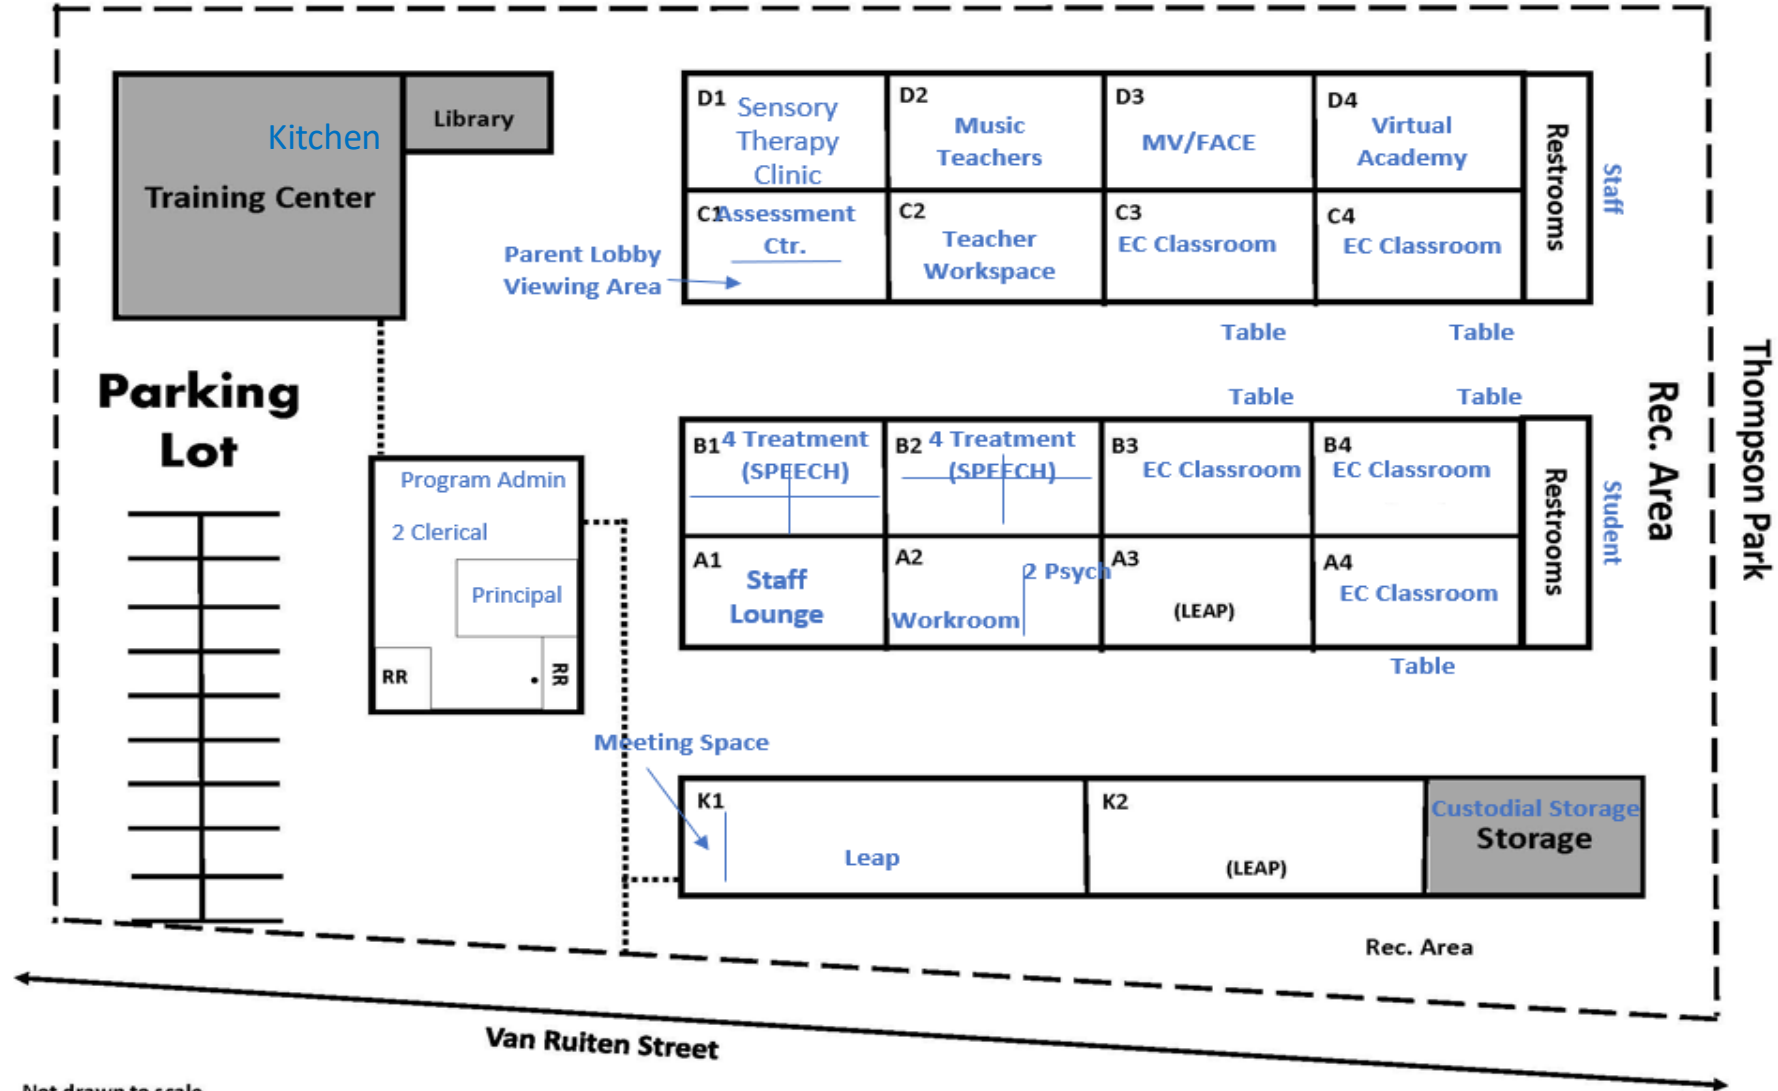 Kitchen
Training Center
Library
D1
Sensory
Therapy
Clinic
D2
Music
Teachers
D3
MV/FACE
D4
Virtual
Academy
Restrooms
Staff
C1
Assessment
Ctr.
C2
Teacher
Workspace
C3
EC Classroom
C4
EC Classroom
Parent Lobby
Viewing Area
Table
Table
Table
Table
Parking
Lot
Program Admin
2 Clerical
Principal
RR
RR
B1
4 Treatment
(SPEECH)
B2
4 Treatment
(SPEECH)
B3
EC Classroom
B4
EC Classroom
Restrooms
Student
Rec. Area
Thompson Park
A1
Staff
Lounge
A2
2 Psych
Workroom
A3
(LEAP)
A4
EC Classroom
Table
Meeting Space
K1
Leap
K2
(LEAP)
Custodial Storage
Storage
Rec. Area
Van Ruiten Street
Not drawn to scale